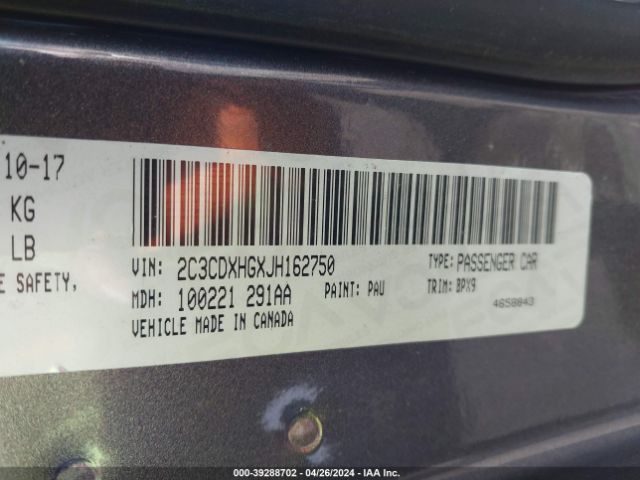 10-17
KG
LB
E SAFETY,
VIN: 2C3CDXHGXJH162750
TYPE: PASSENGER CAR
MDH: 100221 291AA
PAINT: PAU
TRIM: BPX9
VEHICLE MADE IN CANADA
4658843
000-39288702 - 04/26/2024 - IAA Inc.